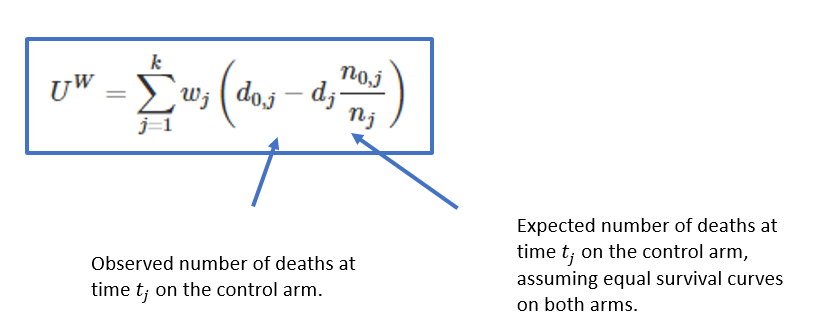 U^W = \sum_{j=1}^{k} w_j \left( d_{0,j} - d_j \frac{n_{0,j}}{n_j} \right)
Observed number of deaths at
time t_j on the control arm.
Expected number of deaths at
time t_j on the control arm,
assuming equal survival curves
on both arms.